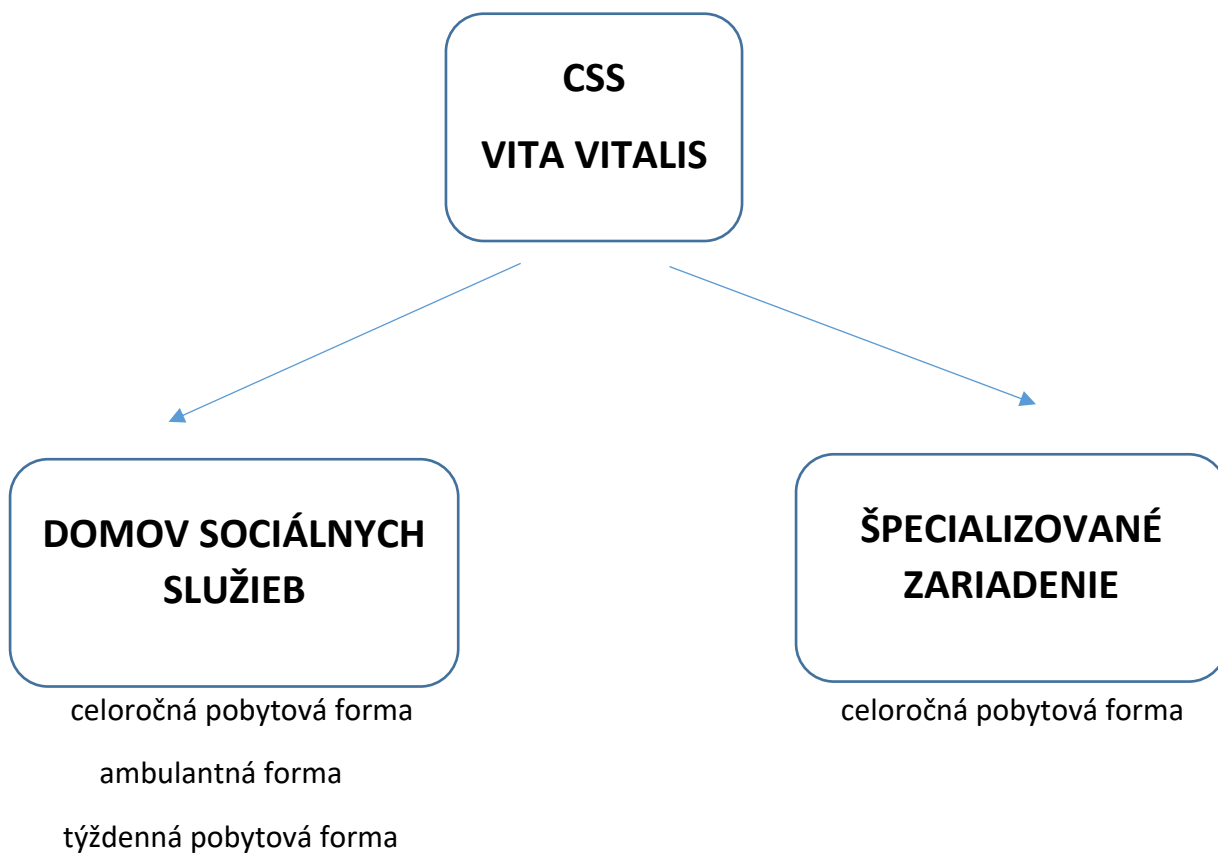 CSS
VITA VITALIS
DOMOV SOCIÁLNYCH
SLUŽIEB
celoročná pobytová forma
ambulantná forma
týždenná pobytová forma
ŠPECIALIZOVANÉ
ZARIADENIE
celoročná pobytová forma